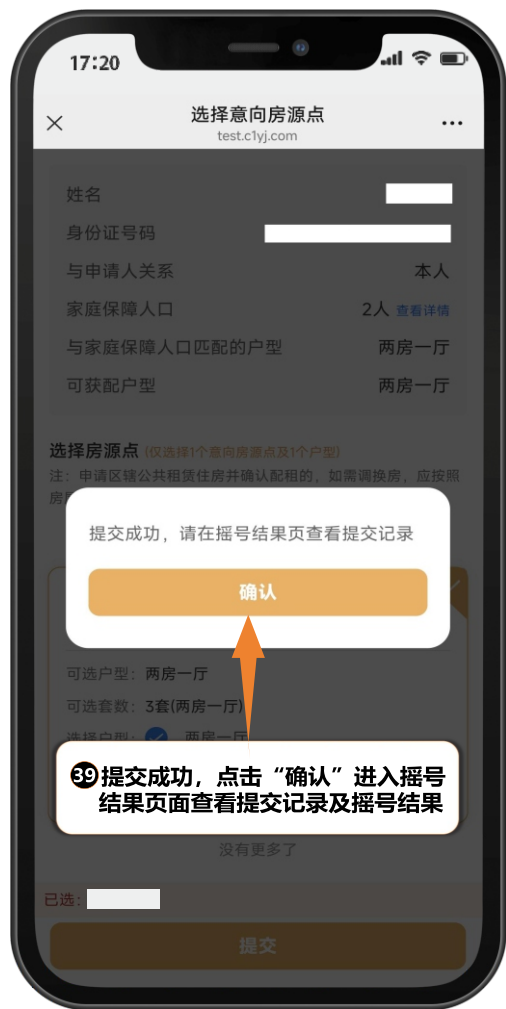 17:20
选择意向房源点
test.c1yj.com
姓名
身份证号码
与申请人关系 本人
家庭保障人口 2人 查看详情
与家庭保障人口匹配的户型 两房一厅
可获配户型 两房一厅
选择房源点 (仅选择1个意向房源点及1个户型)
注：申请区辖公共租赁住房并确认配租的，如需调换房，应按照
提交成功，请在摇号结果页查看提交记录
确认
可选户型：两房一厅
可选套数：3套(两房一厅)
选择户型： 两房一厅
39 提交成功，点击“确认”进入摇号
结果页面查看提交记录及摇号结果
没有更多了
已选：
提交